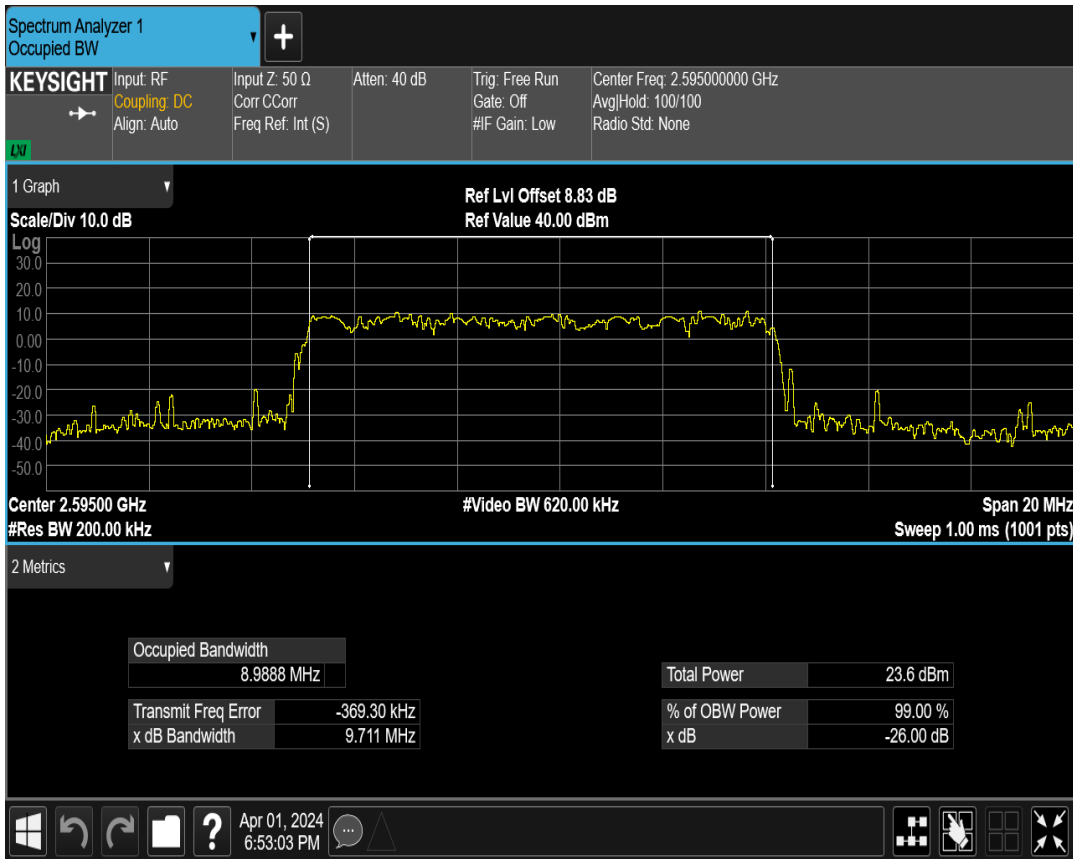 Spectrum Analyzer 1
Occupied BW
KEYSIGHT
LXI
Input: RF
Coupling: DC
Align: Auto
Input Z: 50 Ω
Corr CCorr
Freq Ref: Int (S)
Atten: 40 dB
Trig: Free Run
Gate: Off
#IF Gain: Low
Center Freq: 2.595000000 GHz
Avg|Hold: 100/100
Radio Std: None
1 Graph
Ref Lvl Offset 8.83 dB
Scale/Div 10.0 dB
Ref Value 40.00 dBm
Log
30.0
20.0
10.0
0.00
-10.0
-20.0
-30.0
-40.0
-50.0
Center 2.59500 GHz
#Video BW 620.00 kHz
Span 20 MHz
#Res BW 200.00 kHz
Sweep 1.00 ms (1001 pts)
2 Metrics
Occupied Bandwidth
8.9888 MHz
Total Power 23.6 dBm
Transmit Freq Error -369.30 kHz
% of OBW Power 99.00 %
x dB Bandwidth 9.711 MHz
x dB -26.00 dB
Apr 01, 2024
6:53:03 PM